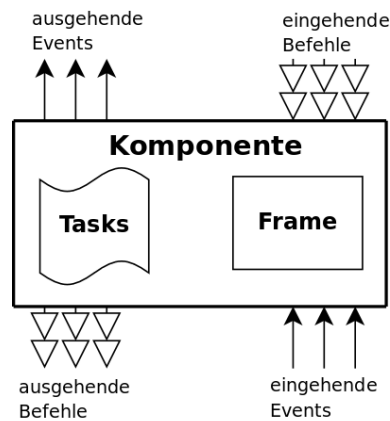 ausgehende
Events
eingehende
Befehle
Komponente
Tasks
Frame
ausgehende
Befehle
eingehende
Events